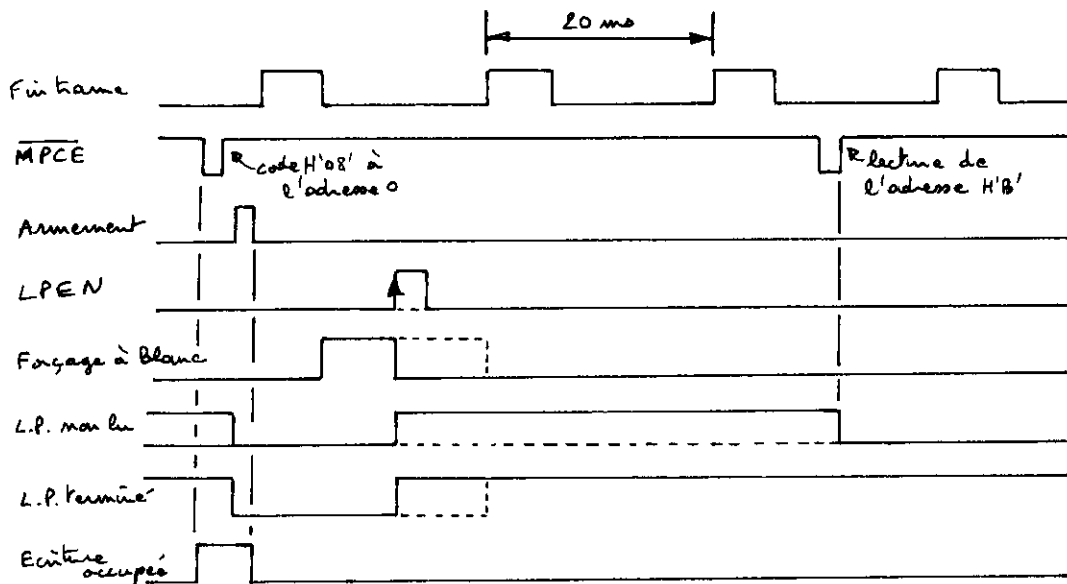 20 ms
Fin trame
MPCE
code H'08' à
l'adresse 0
lecture de
l'adresse H'B'
Armement
LPEN
Forçage à Blanc
L.P. non lu
L.P. terminé
Ecriture
occupée